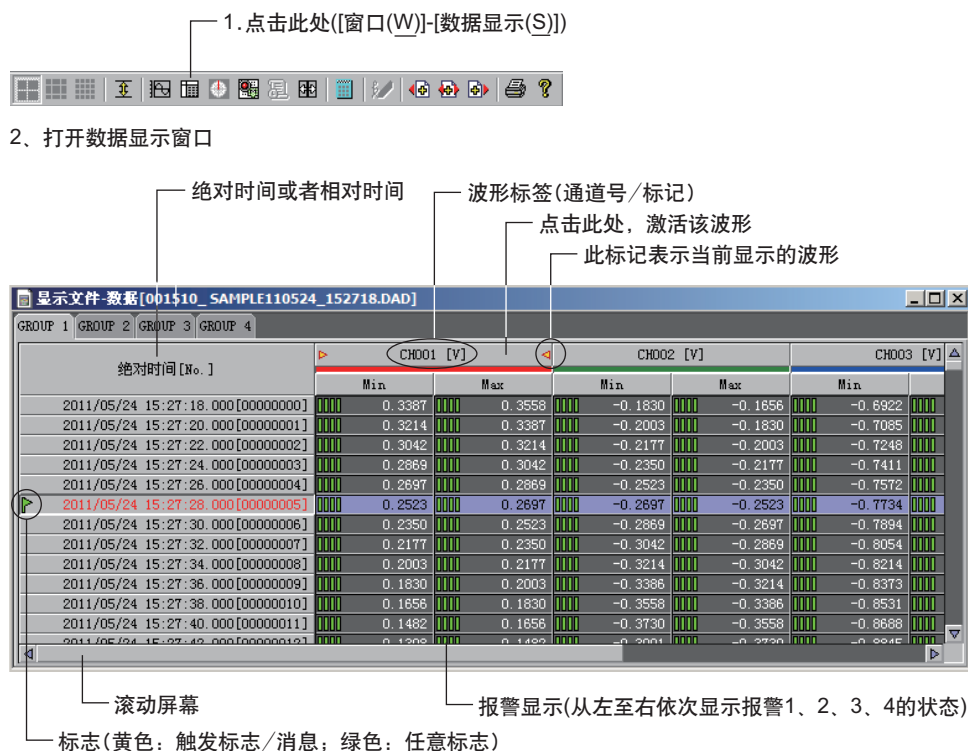 1.点击此处([窗口(W)]-[数据显示(S)])
2、打开数据显示窗口
绝对时间或者相对时间
波形标签(通道号/标记)
点击此处，激活该波形
此标记表示当前显示的波形
显示文件-数据[001510_ SAMPLE110524_152718.DAD]
GROUP 1 GROUP 2 GROUP 3 GROUP 4
绝对时间[No.] CH001 [V] CH002 [V] CH003 [V]
Min Max Min Max Min
2011/05/24 15:27:18.000[00000000] 0.3387 0.3558 -0.1830 -0.1656 -0.6922
2011/05/24 15:27:20.000[00000001] 0.3214 0.3387 -0.2003 -0.1830 -0.7085
2011/05/24 15:27:22.000[00000002] 0.3042 0.3214 -0.2177 -0.2003 -0.7248
2011/05/24 15:27:24.000[00000003] 0.2869 0.3042 -0.2350 -0.2177 -0.7411
2011/05/24 15:27:26.000[00000004] 0.2697 0.2869 -0.2523 -0.2350 -0.7572
2011/05/24 15:27:28.000[00000005] 0.2523 0.2697 -0.2697 -0.2523 -0.7734
2011/05/24 15:27:30.000[00000006] 0.2350 0.2523 -0.2869 -0.2697 -0.7894
2011/05/24 15:27:32.000[00000007] 0.2177 0.2350 -0.3042 -0.2869 -0.8054
2011/05/24 15:27:34.000[00000008] 0.2003 0.2177 -0.3214 -0.3042 -0.8214
2011/05/24 15:27:36.000[00000009] 0.1830 0.2003 -0.3386 -0.3214 -0.8373
2011/05/24 15:27:38.000[00000010] 0.1656 0.1830 -0.3558 -0.3386 -0.8531
2011/05/24 15:27:40.000[00000011] 0.1482 0.1656 -0.3730 -0.3558 -0.8688
滚动屏幕
报警显示(从左至右依次显示报警1、2、3、4的状态)
标志(黄色：触发标志/消息；绿色：任意标志)